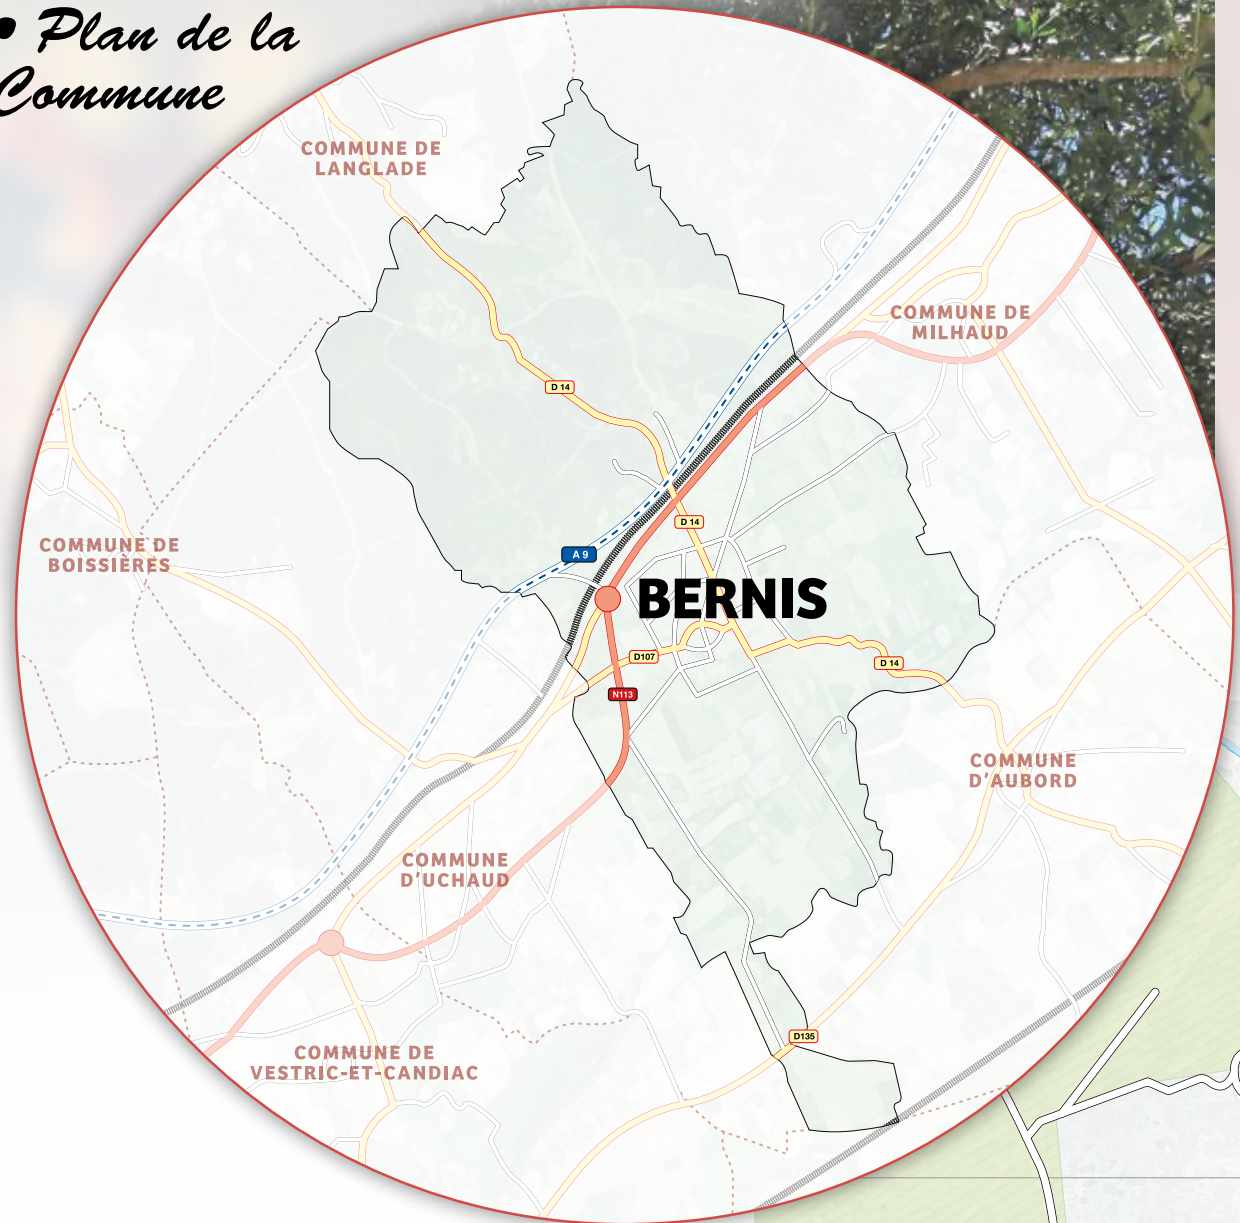 • Plan de la
Commune
COMMUNE DE
LANGLADE
COMMUNE DE
MILHAUD
D 14
D 14
COMMUNE DE
BOISSIÈRES
A 9
BERNIS
D107
D 14
N113
COMMUNE
D'AUBORD
COMMUNE
D'UCHAUD
D135
COMMUNE DE
VESTRIC-ET-CANDIAC